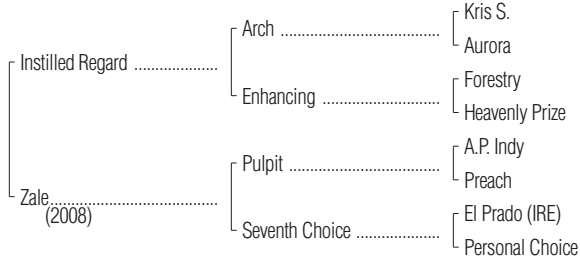 Kris S.
Arch ..............................
Aurora
Instilled Regard .....................
Forestry
Enhancing ..............................
Heavenly Prize
A.P. Indy
Pulpit ......................................
Preach
Zale..........................................
(2008)
El Prado (IRE)
Seventh Choice .....................
Personal Choice